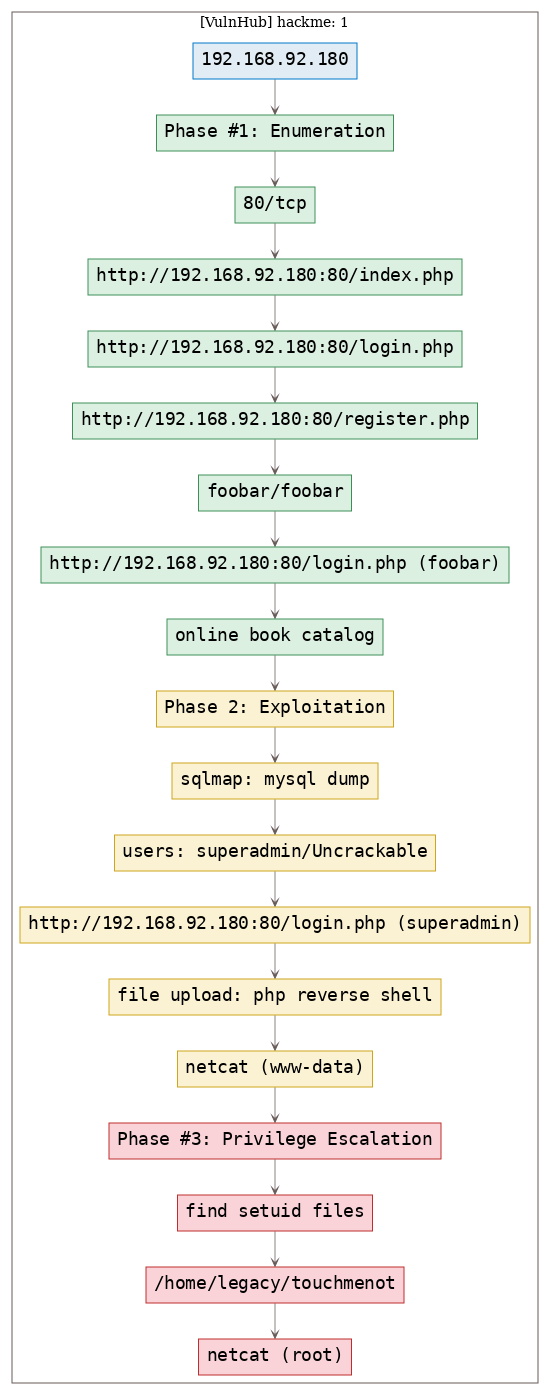 [VulnHub] hackme: 1
192.168.92.180
Phase #1: Enumeration
80/tcp
http://192.168.92.180:80/index.php
http://192.168.92.180:80/login.php
http://192.168.92.180:80/register.php
foobar/foobar
http://192.168.92.180:80/login.php (foobar)
online book catalog
Phase 2: Exploitation
sqlmap: mysql dump
users: superadmin/Uncrackable
http://192.168.92.180:80/login.php (superadmin)
file upload: php reverse shell
netcat (www-data)
Phase #3: Privilege Escalation
find setuid files
/home/legacy/touchmenot
netcat (root)